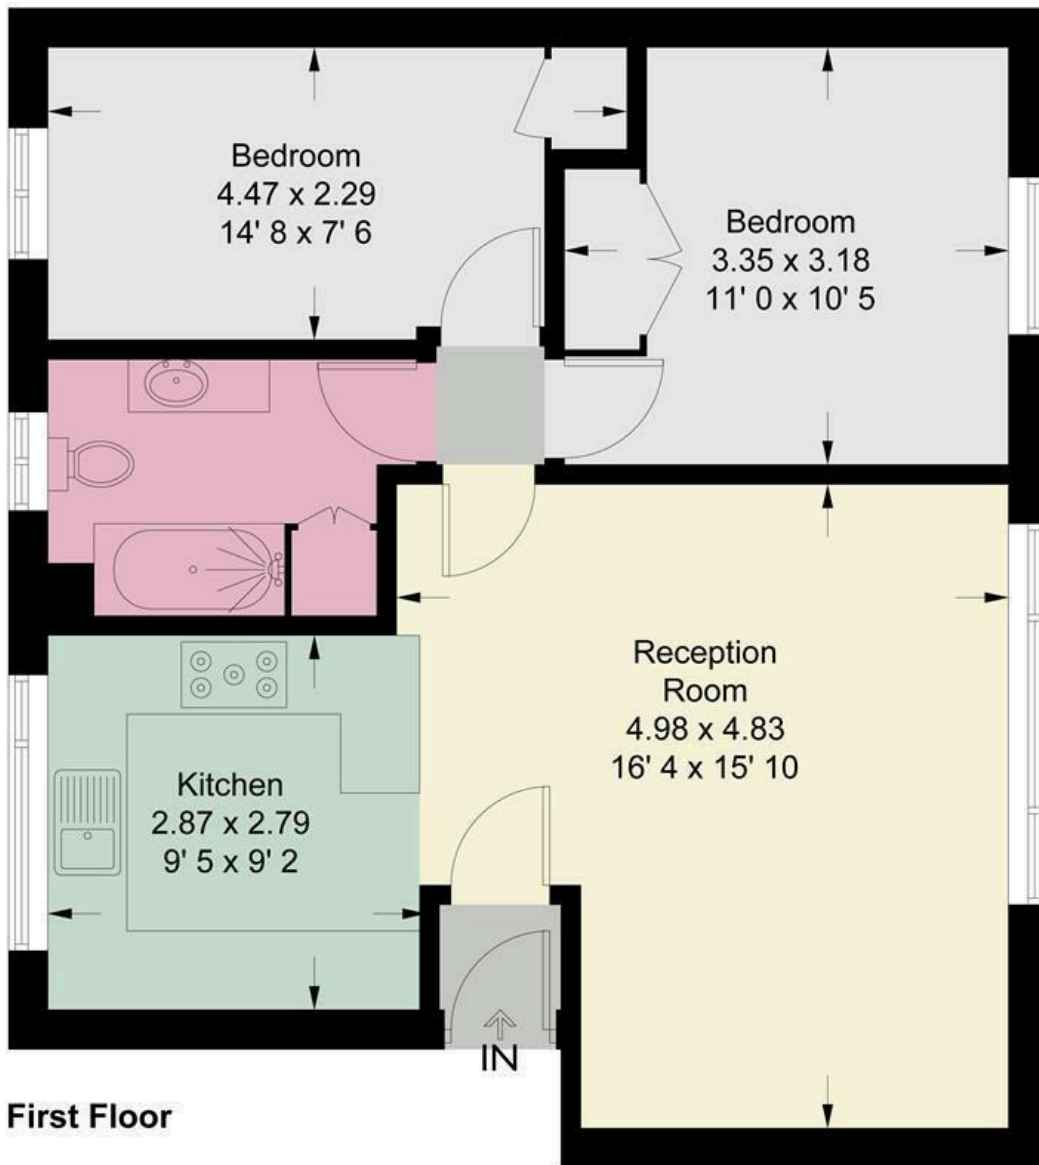 Bedroom
4.47 x 2.29
14' 8 x 7' 6
Bedroom
3.35 x 3.18
11' 0 x 10' 5
Reception
Room
4.98 x 4.83
16' 4 x 15' 10
Kitchen
2.87 x 2.79
9' 5 x 9' 2
IN
First Floor